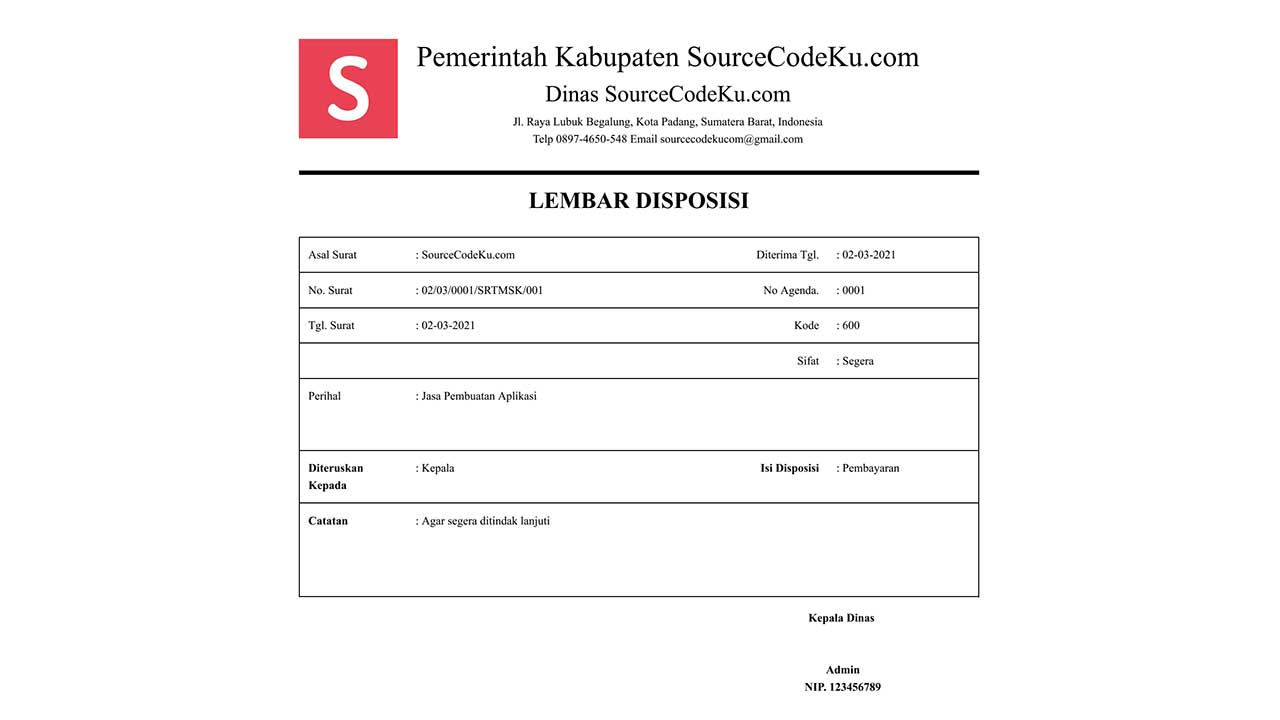 S
Pemerintah Kabupaten SourceCodeKu.com
Dinas SourceCodeKu.com
Jl. Raya Lubuk Begalung, Kota Padang, Sumatera Barat, Indonesia
Telp 0897-4650-548 Email sourcecodekucom@gmail.com
LEMBAR DISPOSISI
Asal Surat : SourceCodeKu.com Diterima Tgl. : 02-03-2021
No. Surat : 02/03/0001/SRTMSK/001 No Agenda. : 0001
Tgl. Surat : 02-03-2021 Kode : 600
Sifat : Segera
Perihal : Jasa Pembuatan Aplikasi
Diteruskan : Kepala Isi Disposisi : Pembayaran
Kepada
Catatan : Agar segera ditindak lanjuti
Kepala Dinas
Admin
NIP. 123456789